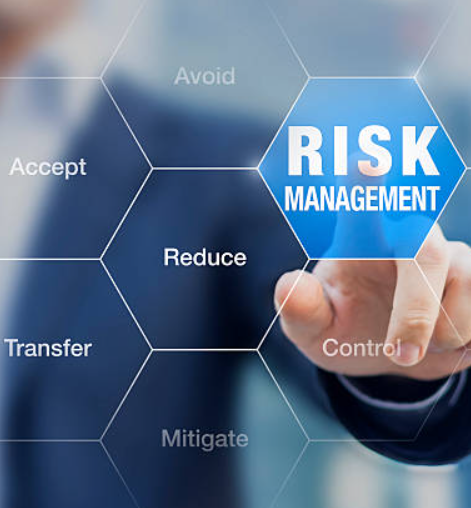 Avoid
RISK
MANAGEMENT
Accept
Reduce
Transfer
Control
Mitigate